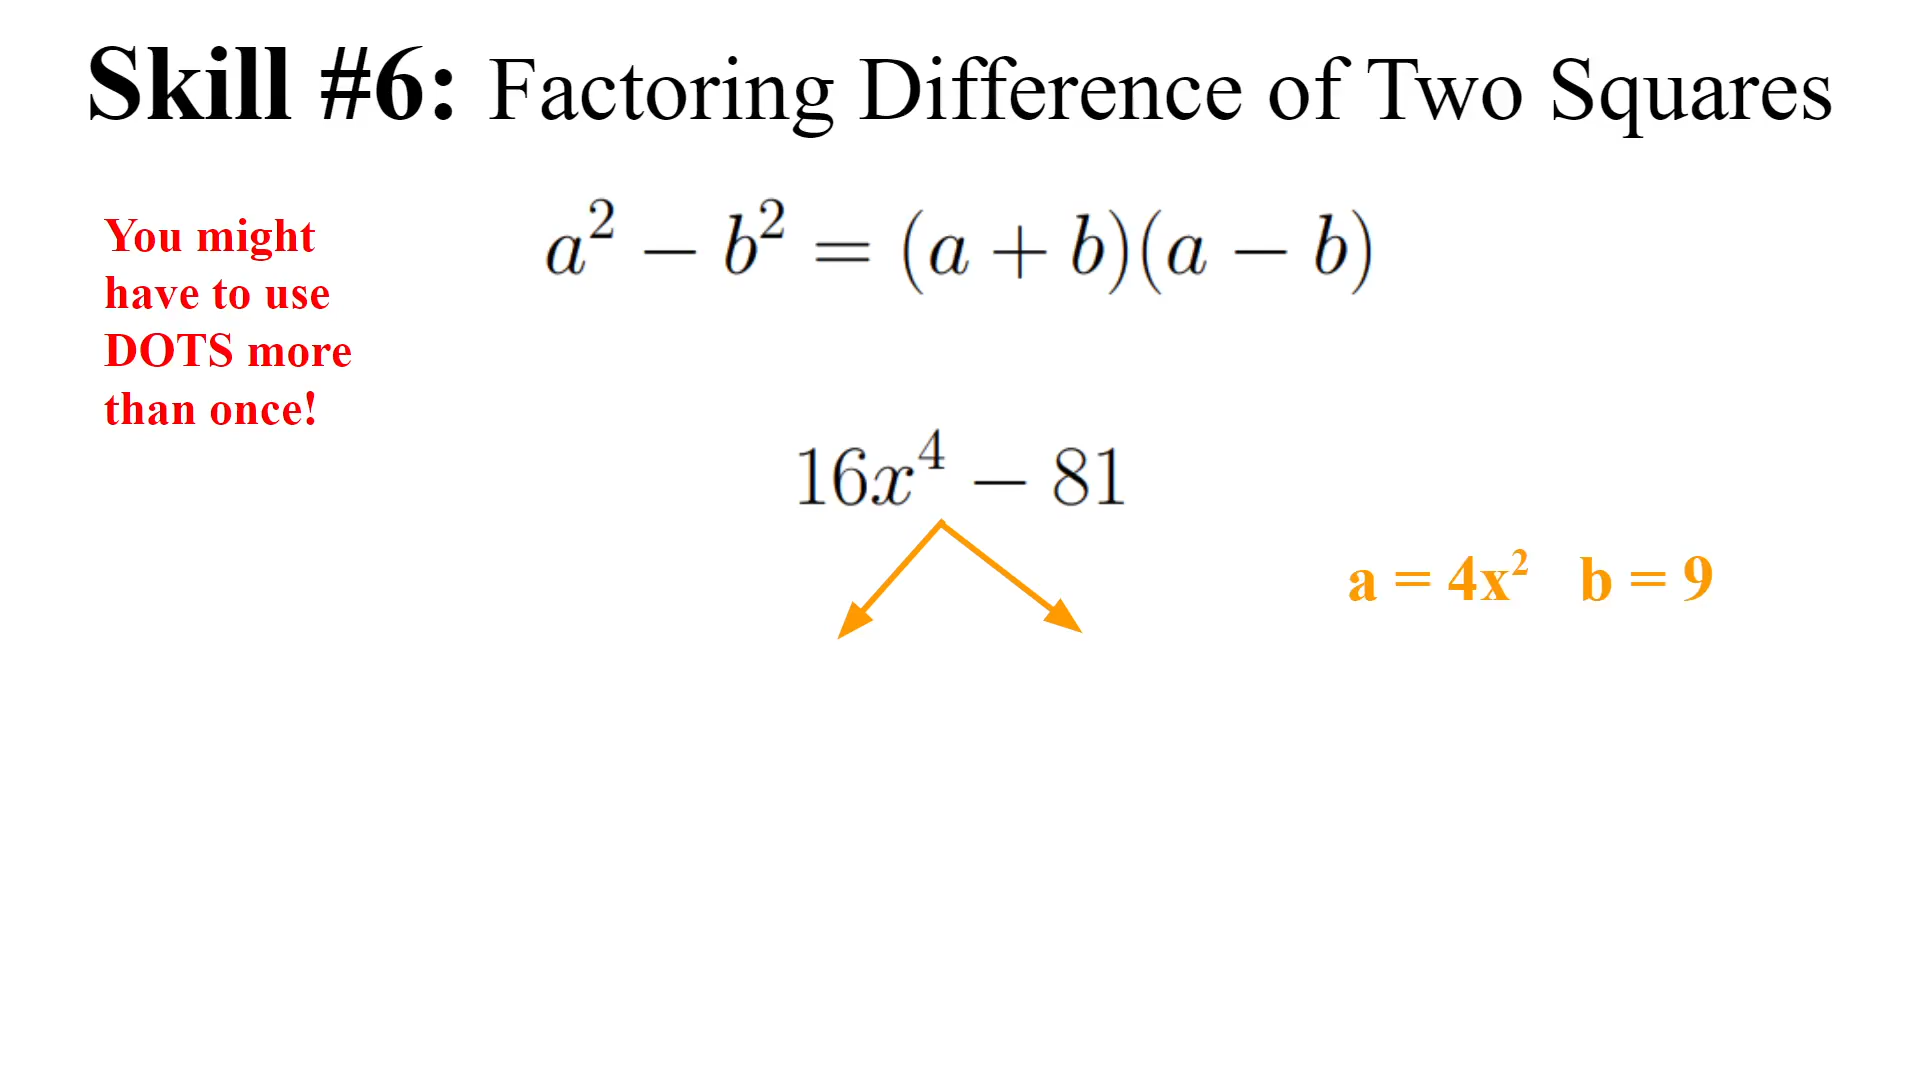 Skill #6: Factoring Difference of Two Squares
a² − b² = (a + b)(a − b)
You might
have to use
DOTS more
than once!
16x⁴ − 81
a = 4x² b = 9